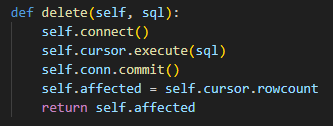 def delete(self, sql):
    self.connect()
    self.cursor.execute(sql)
    self.conn.commit()
    self.affected = self.cursor.rowcount
    return self.affected